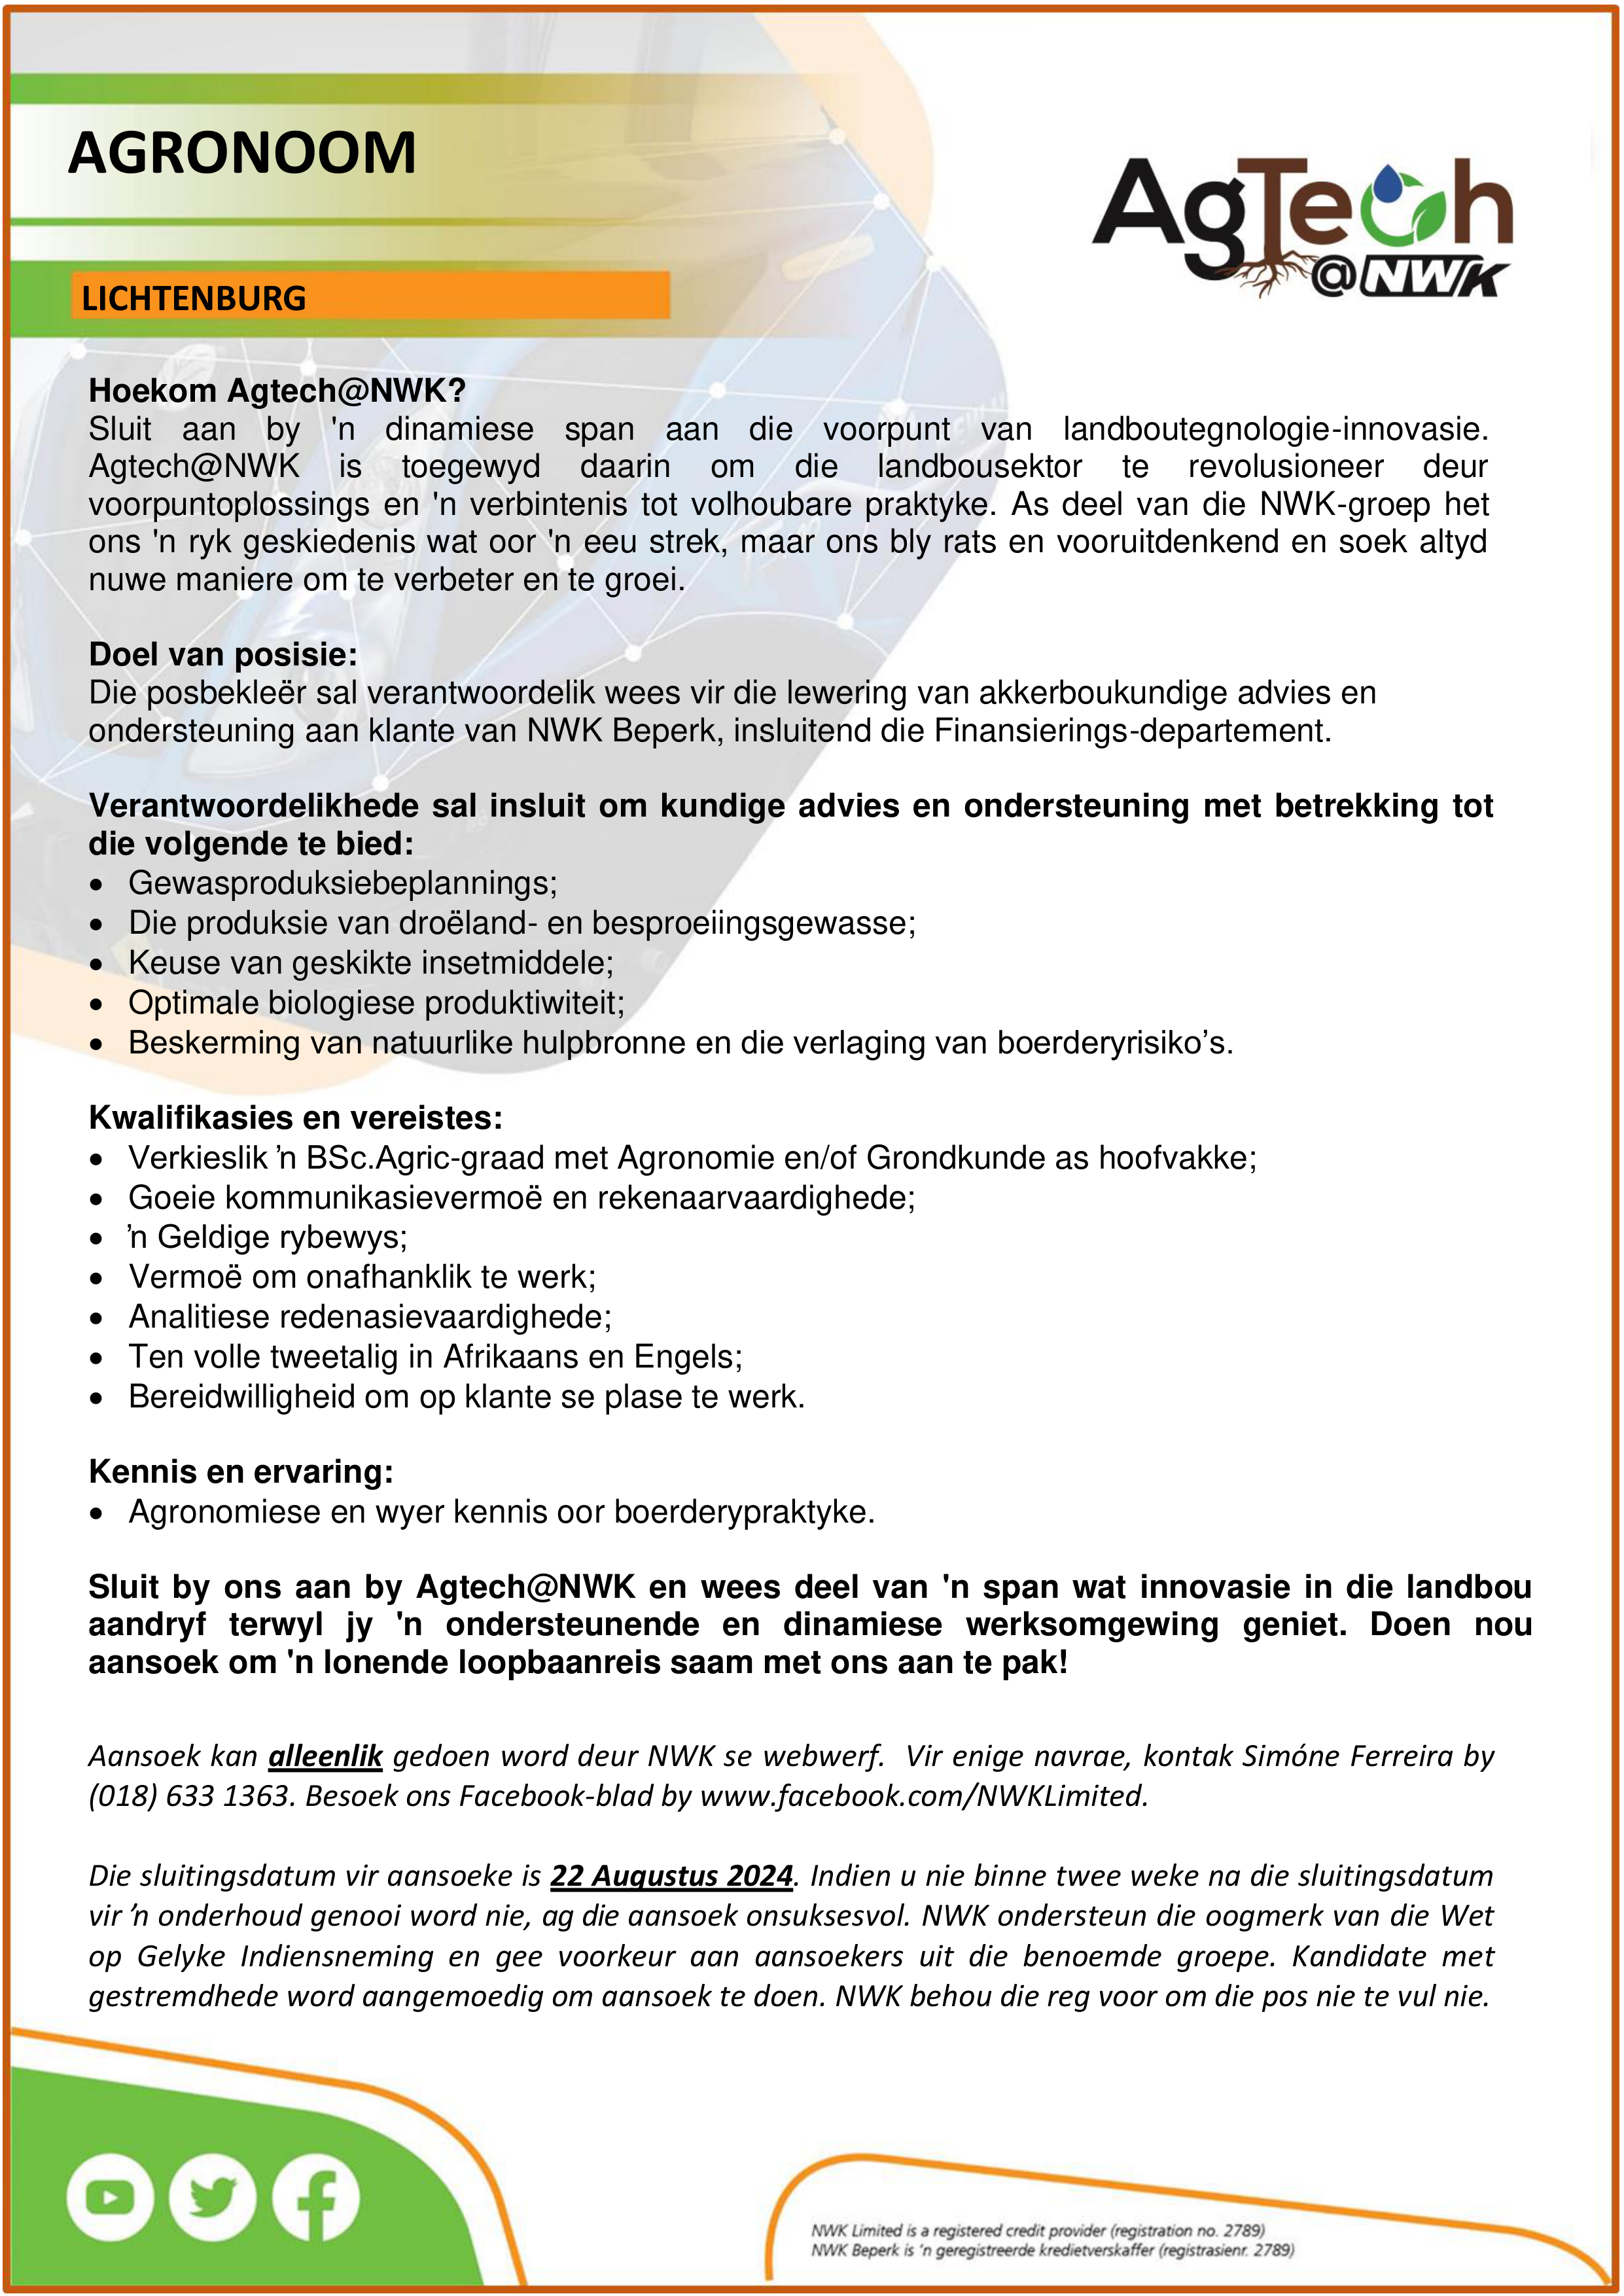 AGRONOOM
AgTech
@NWK
LICHTENBURG
Hoekom Agtech@NWK?
Sluit aan by 'n dinamiese span aan die voorpunt van landboutegnologie-innovasie.
Agtech@NWK is toegewyd daarin om die landbousektor te revolusioneer deur
voorpuntoplossings en 'n verbintenis tot volhoubare praktyke. As deel van die NWK-groep het
ons 'n ryk geskiedenis wat oor 'n eeu strek, maar ons bly rats en vooruitdenkend en soek altyd
nuwe maniere om te verbeter en te groei.
Doel van posisie:
Die posbekleër sal verantwoordelik wees vir die lewering van akkerboukundige advies en
ondersteuning aan klante van NWK Beperk, insluitend die Finansierings-departement.
Verantwoordelikhede sal insluit om kundige advies en ondersteuning met betrekking tot
die volgende te bied:
• Gewasproduksiebeplannings;
• Die produksie van droëland- en besproeiingsgewasse;
• Keuse van geskikte insetmiddele;
• Optimale biologiese produktiwiteit;
• Beskerming van natuurlike hulpbronne en die verlaging van boerderyrisiko’s.
Kwalifikasies en vereistes:
• Verkieslik ’n BSc.Agric-graad met Agronomie en/of Grondkunde as hoofvakke;
• Goeie kommunikasievermoë en rekenaarvaardighede;
• ’n Geldige rybewys;
• Vermoë om onafhanklik te werk;
• Analitiese redenasievaardighede;
• Ten volle tweetalig in Afrikaans en Engels;
• Bereidwilligheid om op klante se plase te werk.
Kennis en ervaring:
• Agronomiese en wyer kennis oor boerderypraktyke.
Sluit by ons aan by Agtech@NWK en wees deel van 'n span wat innovasie in die landbou
aandryf terwyl jy 'n ondersteunende en dinamiese werksomgewing geniet. Doen nou
aansoek om 'n lonende loopbaanreis saam met ons aan te pak!
Aansoek kan alleenlik gedoen word deur NWK se webwerf. Vir enige navrae, kontak Simóne Ferreira by
(018) 633 1363. Besoek ons Facebook-blad by www.facebook.com/NWKLimited.
Die sluitingsdatum vir aansoeke is 22 Augustus 2024. Indien u nie binne twee weke na die sluitingsdatum
vir ’n onderhoud genooi word nie, ag die aansoek onsuksesvol. NWK ondersteun die oogmerk van die Wet
op Gelyke Indiensneming en gee voorkeur aan aansoekers uit die benoemde groepe. Kandidate met
gestremdhede word aangemoedig om aansoek te doen. NWK behou die reg voor om die pos nie te vul nie.
NWK Limited is a registered credit provider (registration no. 2789)
NWK Beperk is ’n geregistreerde kredietverskaffer (registrasienr. 2789)